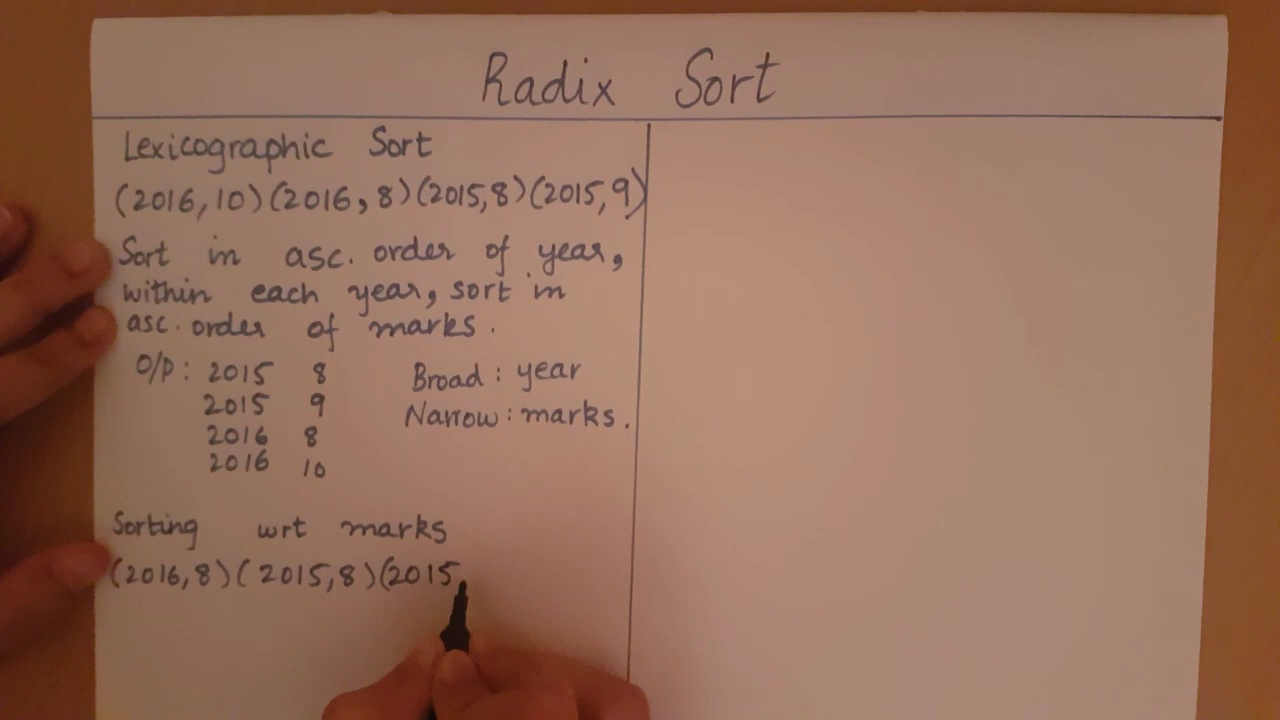 Radix Sort
Lexicographic Sort
(2016, 10) (2016, 8) (2015, 8) (2015, 9)
Sort in asc. order of year,
within each year, sort in
asc. order of marks.
O/P : 2015 8
2015 9
2016 8
2016 10
Broad : year
Narrow : marks.
Sorting wrt marks
(2016, 8) (2015, 8) (2015,